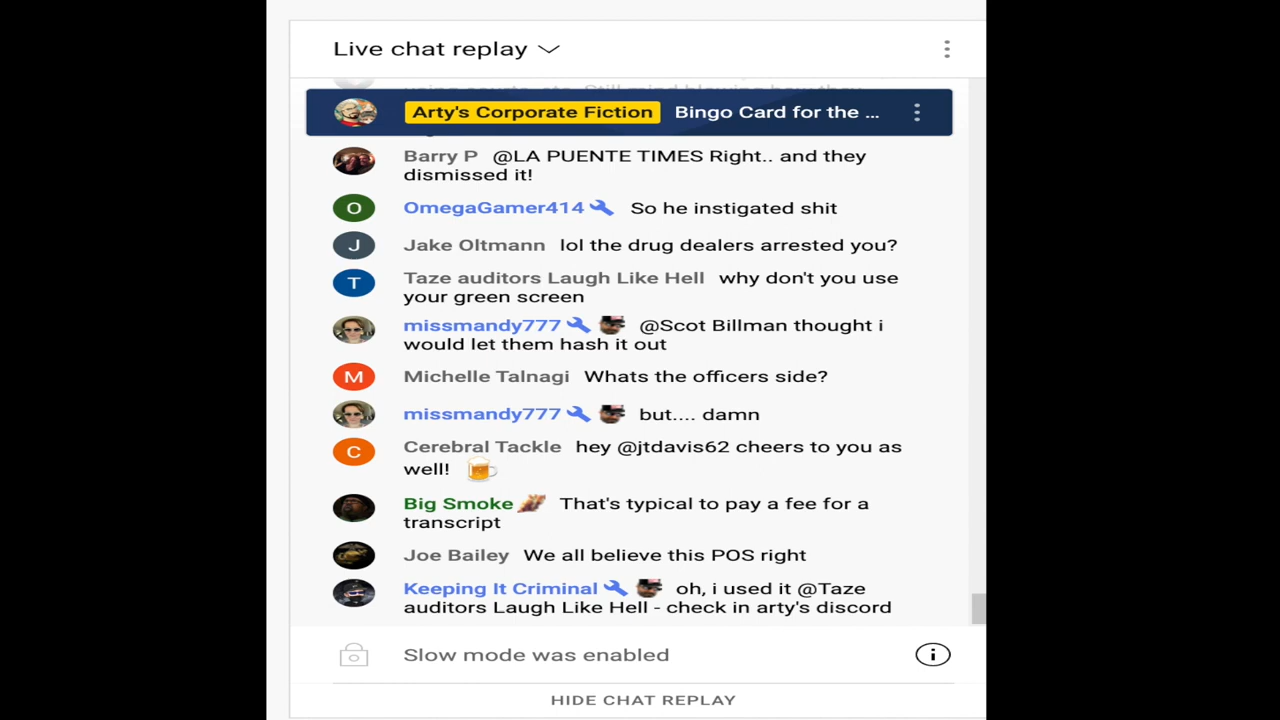 Live chat replay
Arty's Corporate Fiction Bingo Card for the ...
Barry P @LA PUENTE TIMES Right.. and they
dismissed it!
O OmegaGamer414 So he instigated shit
J Jake Oltmann lol the drug dealers arrested you?
T Taze auditors Laugh Like Hell why don't you use
your green screen
missmandy777 @Scot Billman thought i
would let them hash it out
M Michelle Talnagi Whats the officers side?
missmandy777 but.... damn
C Cerebral Tackle hey @jtdavis62 cheers to you as
well!
Big Smoke That's typical to pay a fee for a
transcript
Joe Bailey We all believe this POS right
Keeping It Criminal oh, i used it @Taze
auditors Laugh Like Hell - check in arty's discord
Slow mode was enabled
HIDE CHAT REPLAY